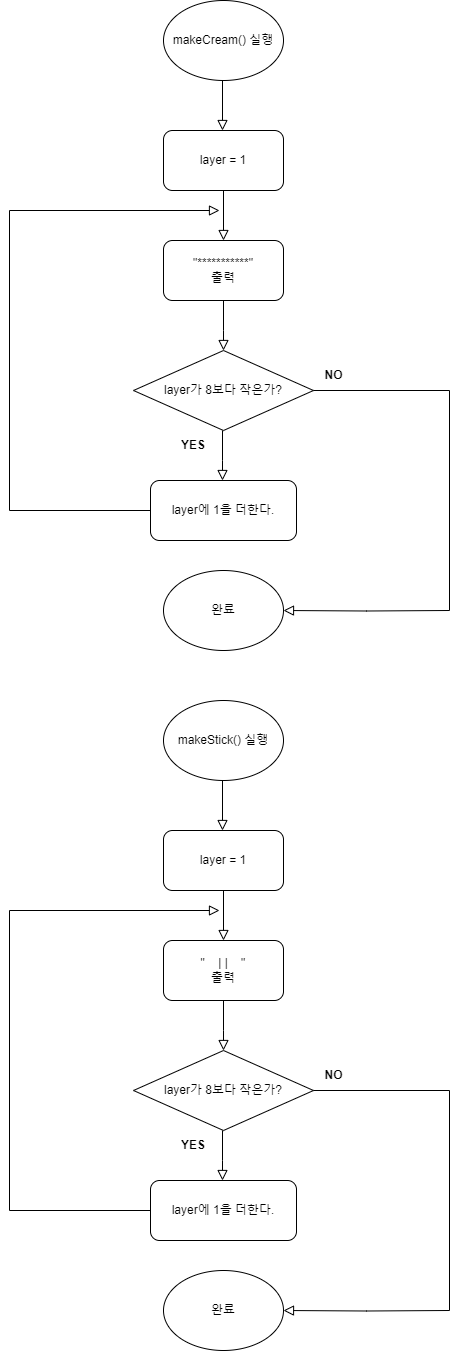 makeCream() 실행
layer = 1
"***********"
출력
layer가 8보다 작은가?
NO
YES
layer에 1을 더한다.
완료
makeStick() 실행
layer = 1
"    ||    "
출력
layer가 8보다 작은가?
NO
YES
layer에 1을 더한다.
완료